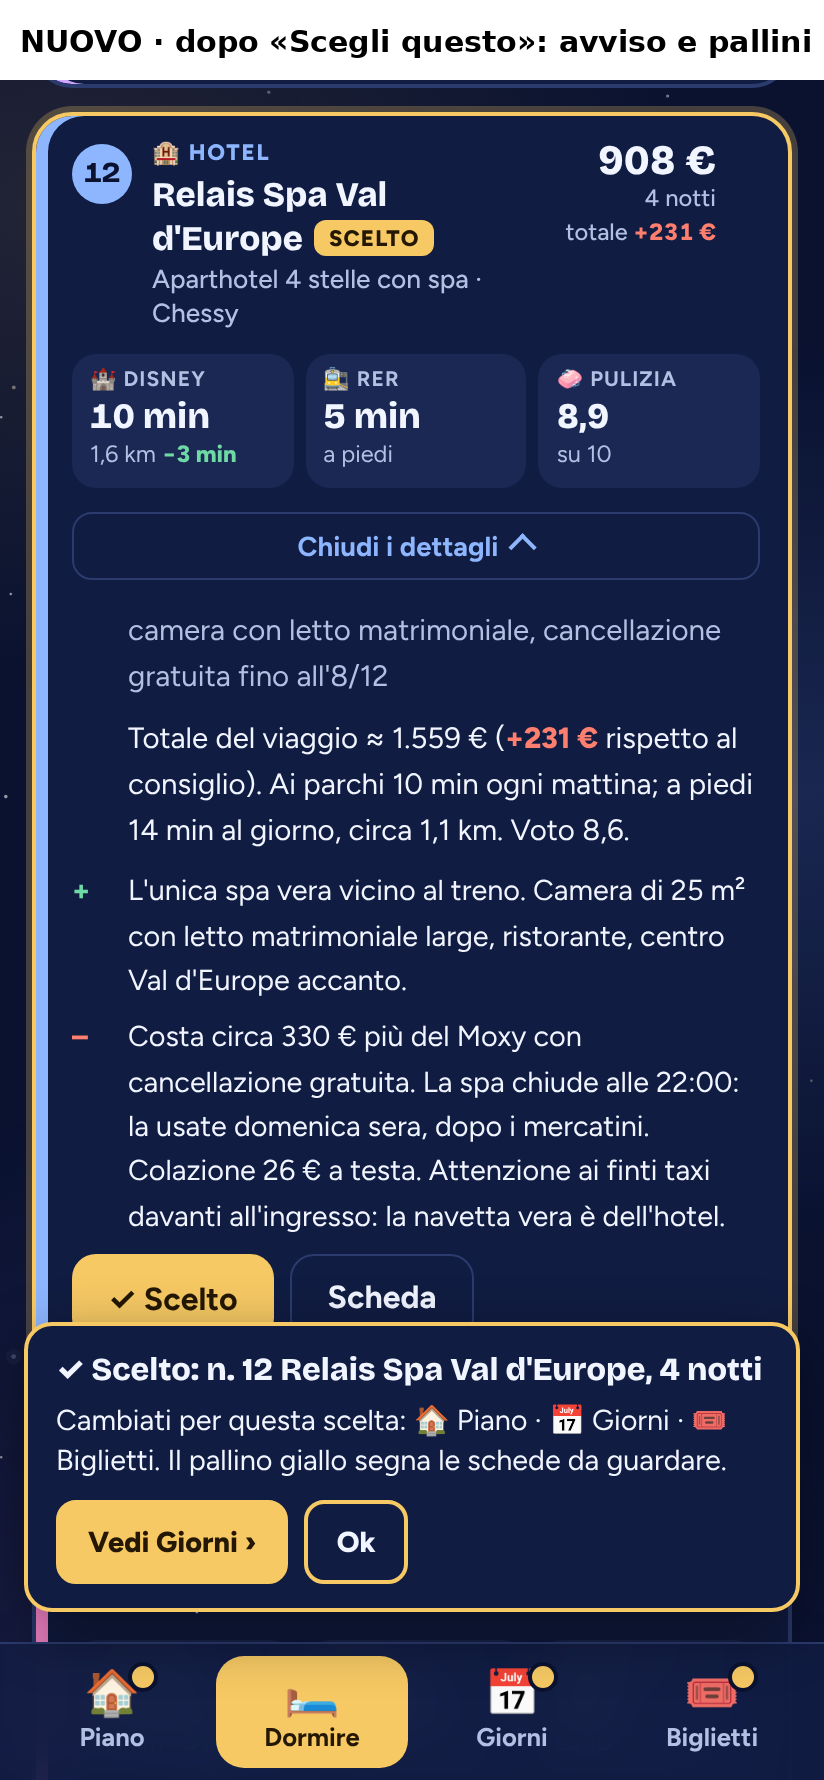 NUOVO · dopo «Scegli questo»: avviso e pallini
12
HOTEL
Relais Spa Val
d'Europe SCELTO
Aparthotel 4 stelle con spa ·
Chessy
908 €
4 notti
totale +231 €
DISNEY
10 min
1,6 km −3 min
RER
5 min
a piedi
PULIZIA
8,9
su 10
Chiudi i dettagli
camera con letto matrimoniale, cancellazione
gratuita fino all'8/12
Totale del viaggio ≈ 1.559 € (+231 € rispetto al
consiglio). Ai parchi 10 min ogni mattina; a piedi
14 min al giorno, circa 1,1 km. Voto 8,6.
+ L'unica spa vera vicino al treno. Camera di 25 m²
con letto matrimoniale large, ristorante, centro
Val d'Europe accanto.
− Costa circa 330 € più del Moxy con
cancellazione gratuita. La spa chiude alle 22:00:
la usate domenica sera, dopo i mercatini.
Colazione 26 € a testa. Attenzione ai finti taxi
davanti all'ingresso: la navetta vera è dell'hotel.
✓ Scelto
Scheda
✓ Scelto: n. 12 Relais Spa Val d'Europe, 4 notti
Cambiati per questa scelta: 🏠 Piano · 📅 Giorni · 🎟️
Biglietti. Il pallino giallo segna le schede da guardare.
Vedi Giorni ›
Ok
Piano
Dormire
July
17
Giorni
Biglietti